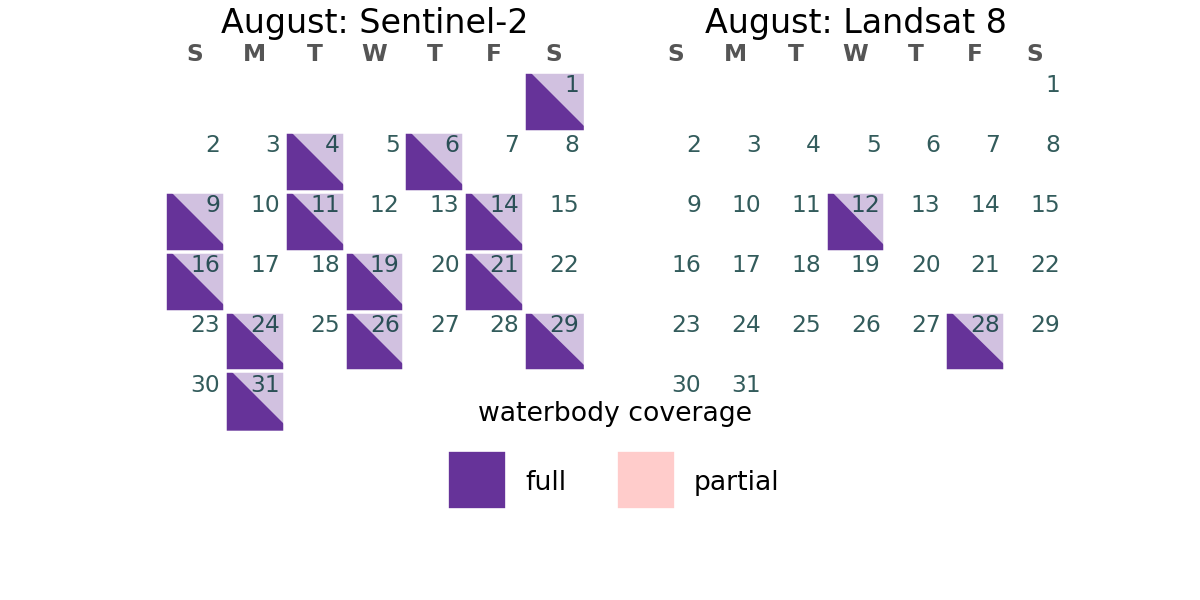 August: Sentinel-2
S M T W T F S
1
2 3 4 5 6 7 8
9 10 11 12 13 14 15
16 17 18 19 20 21 22
23 24 25 26 27 28 29
30 31
August: Landsat 8
S M T W T F S
1
2 3 4 5 6 7 8
9 10 11 12 13 14 15
16 17 18 19 20 21 22
23 24 25 26 27 28 29
30 31
waterbody coverage
full partial